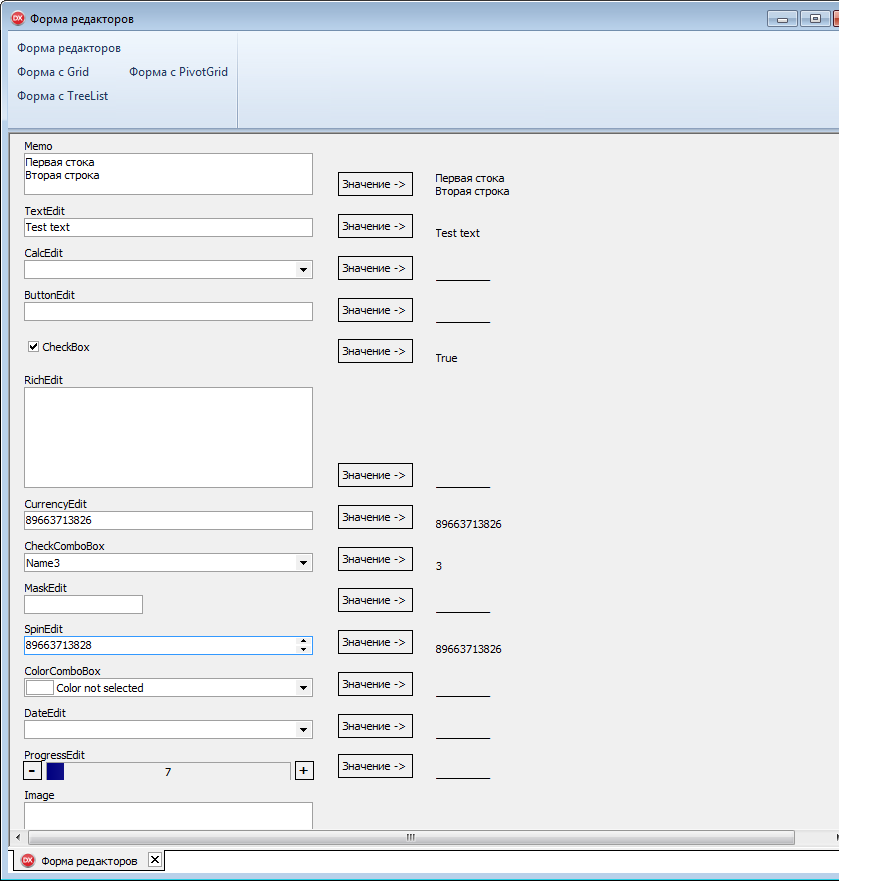 Форма редакторов
Форма редакторов
Форма с Grid Форма с PivotGrid
Форма с TreeList
Memo
Первая стока
Вторая строка
Значение ->
Первая стока
Вторая строка
TextEdit
Test text
Значение ->
Test text
CalcEdit
Значение ->
ButtonEdit
Значение ->
CheckBox
Значение ->
True
RichEdit
Значение ->
CurrencyEdit
89663713826
Значение ->
89663713826
CheckComboBox
Name3
Значение ->
3
MaskEdit
Значение ->
SpinEdit
89663713828
Значение ->
89663713826
ColorComboBox
Color not selected
Значение ->
DateEdit
Значение ->
ProgressEdit
- 7 +
Значение ->
Image
DX Форма редакторов